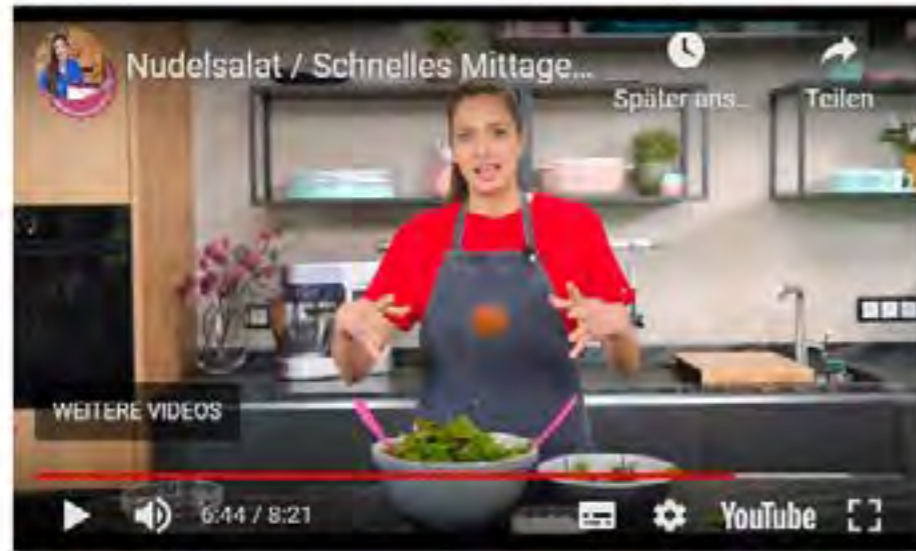 Nudelsalat / Schnelles Mittage...
Später ans...
Teilen
WEITERE VIDEOS
6:44 / 8:21
YouTube